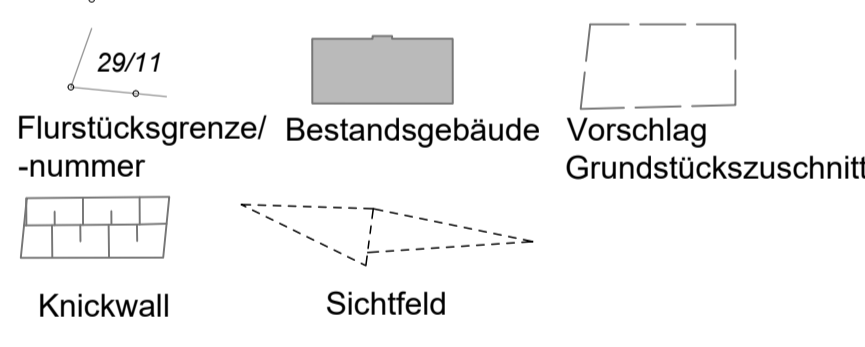 29/11
Flurstücksgrenze/
-nummer
Bestandsgebäude
Vorschlag
Grundstückszuschnitt
Knickwall
Sichtfeld